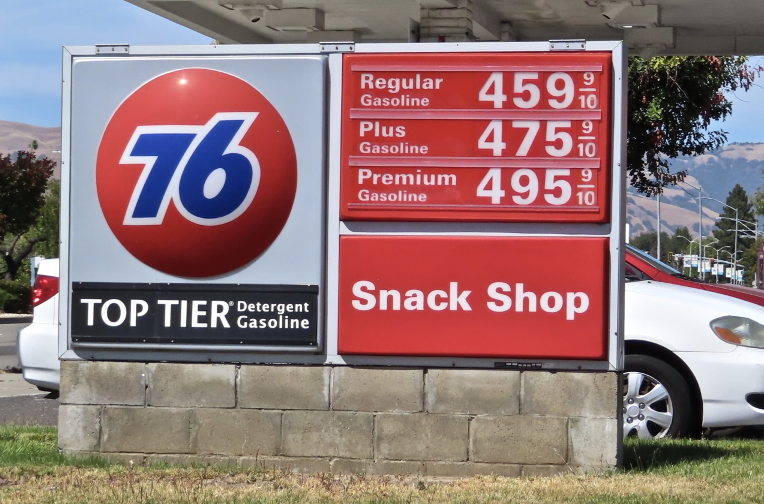 76
TOP TIER® Detergent Gasoline
Regular Gasoline 459 9/10
Plus Gasoline 475 9/10
Premium Gasoline 495 9/10
Snack Shop